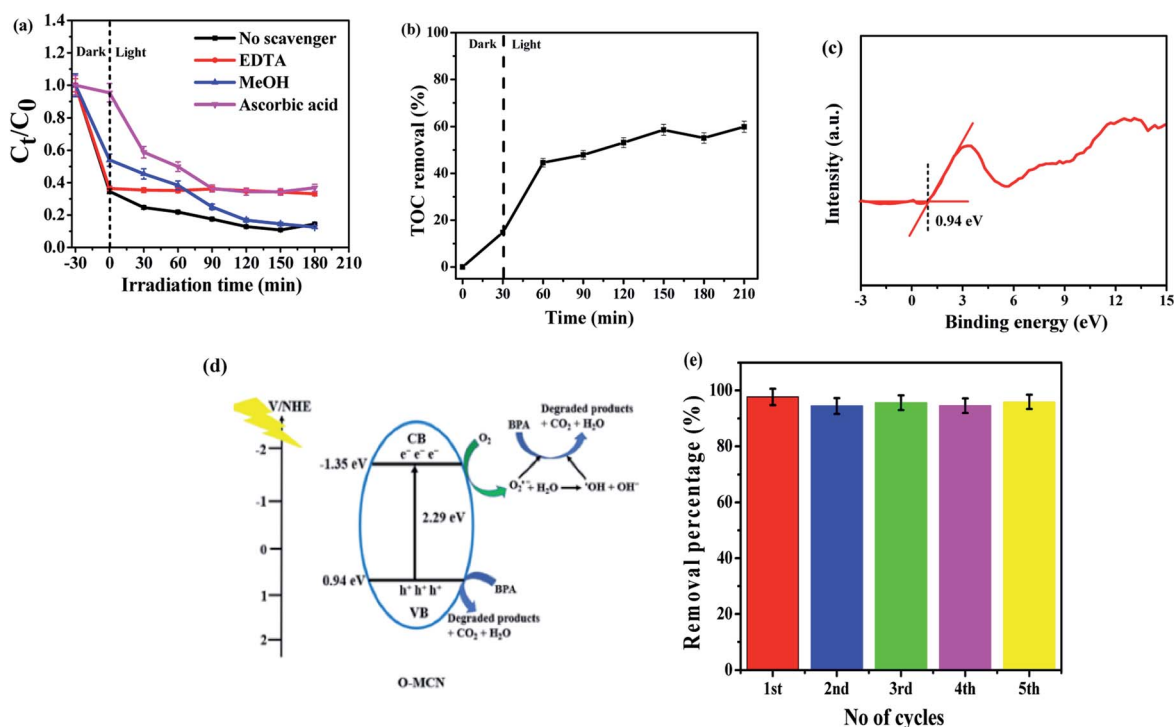 (a)
1.4
1.2
1.0
0.8
0.6
0.4
0.2
0.0
Ct/C0
Dark
Light
No scavenger
EDTA
MeOH
Ascorbic acid
-30 0 30 60 90 120 150 180 210
Irradiation time (min)
(b)
100
80
60
40
20
0
TOC removal (%)
Dark
Light
0 30 60 90 120 150 180 210
Time (min)
(c)
Intensity (a.u.)
0.94 eV
-3 0 3 6 9 12 15
Binding energy (eV)
(d)
V/NHE
-2
-1
0
1
2
-1.35 eV
0.94 eV
CB
e⁻ e⁻ e⁻
2.29 eV
h⁺ h⁺ h⁺
VB
O₂
BPA
Degraded products
+ CO₂ + H₂O
O₂•⁻ + H₂O
•OH + OH⁻
BPA
Degraded products
+ CO₂ + H₂O
O-MCN
(e)
100
80
60
40
20
0
Removal percentage (%)
1st 2nd 3rd 4th 5th
No of cycles